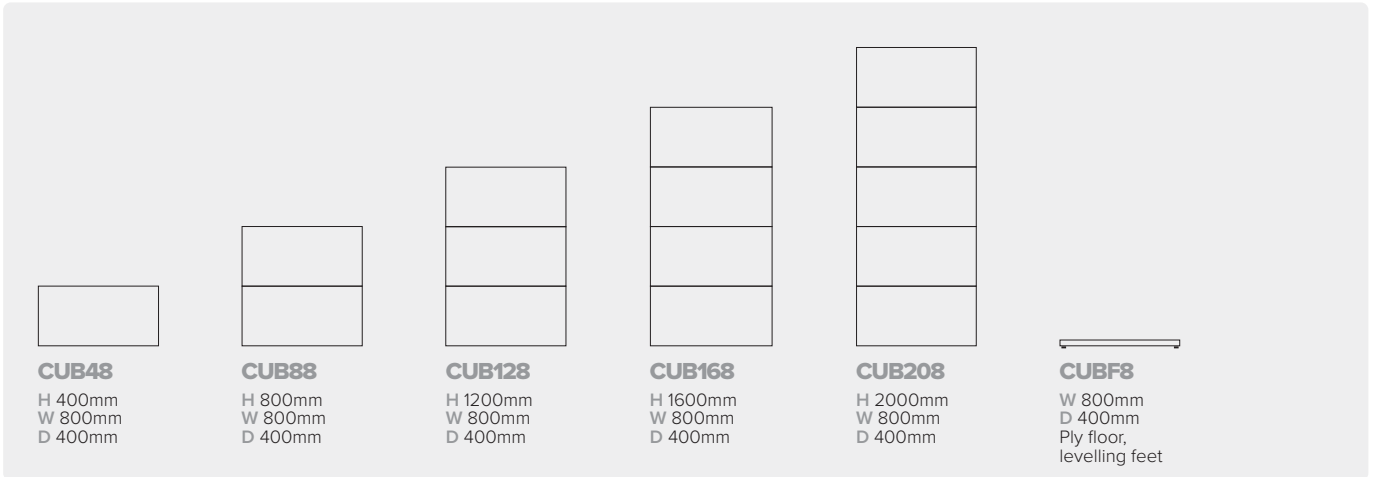 CUB48
H 400mm
W 800mm
D 400mm
CUB88
H 800mm
W 800mm
D 400mm
CUB128
H 1200mm
W 800mm
D 400mm
CUB168
H 1600mm
W 800mm
D 400mm
CUB208
H 2000mm
W 800mm
D 400mm
CUBF8
W 800mm
D 400mm
Ply floor,
levelling feet